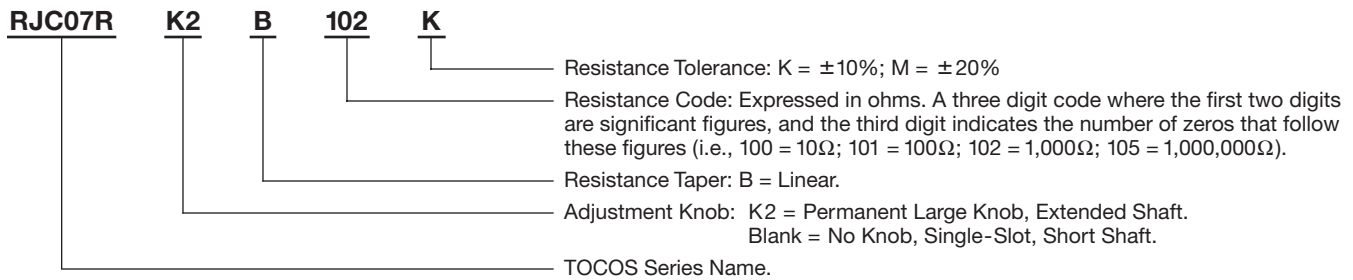 RJC07R K2 B 102 K
Resistance Tolerance: K = ±10%; M = ±20%
Resistance Code: Expressed in ohms. A three digit code where the first two digits
are significant figures, and the third digit indicates the number of zeros that follow
these figures (i.e., 100 = 10Ω; 101 = 100Ω; 102 = 1,000Ω; 105 = 1,000,000Ω).
Resistance Taper: B = Linear.
Adjustment Knob: K2 = Permanent Large Knob, Extended Shaft.
Blank = No Knob, Single-Slot, Short Shaft.
TOCOS Series Name.